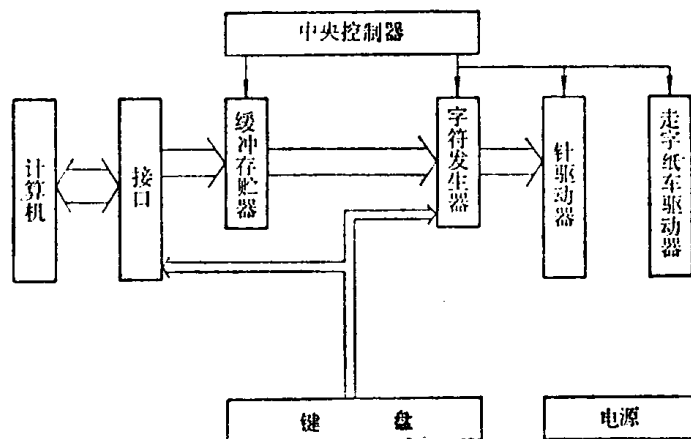 中央控制器
计算机
接口
缓冲存贮器
字符发生器
针驱动器
走字纸车驱动器
键 盘
电源